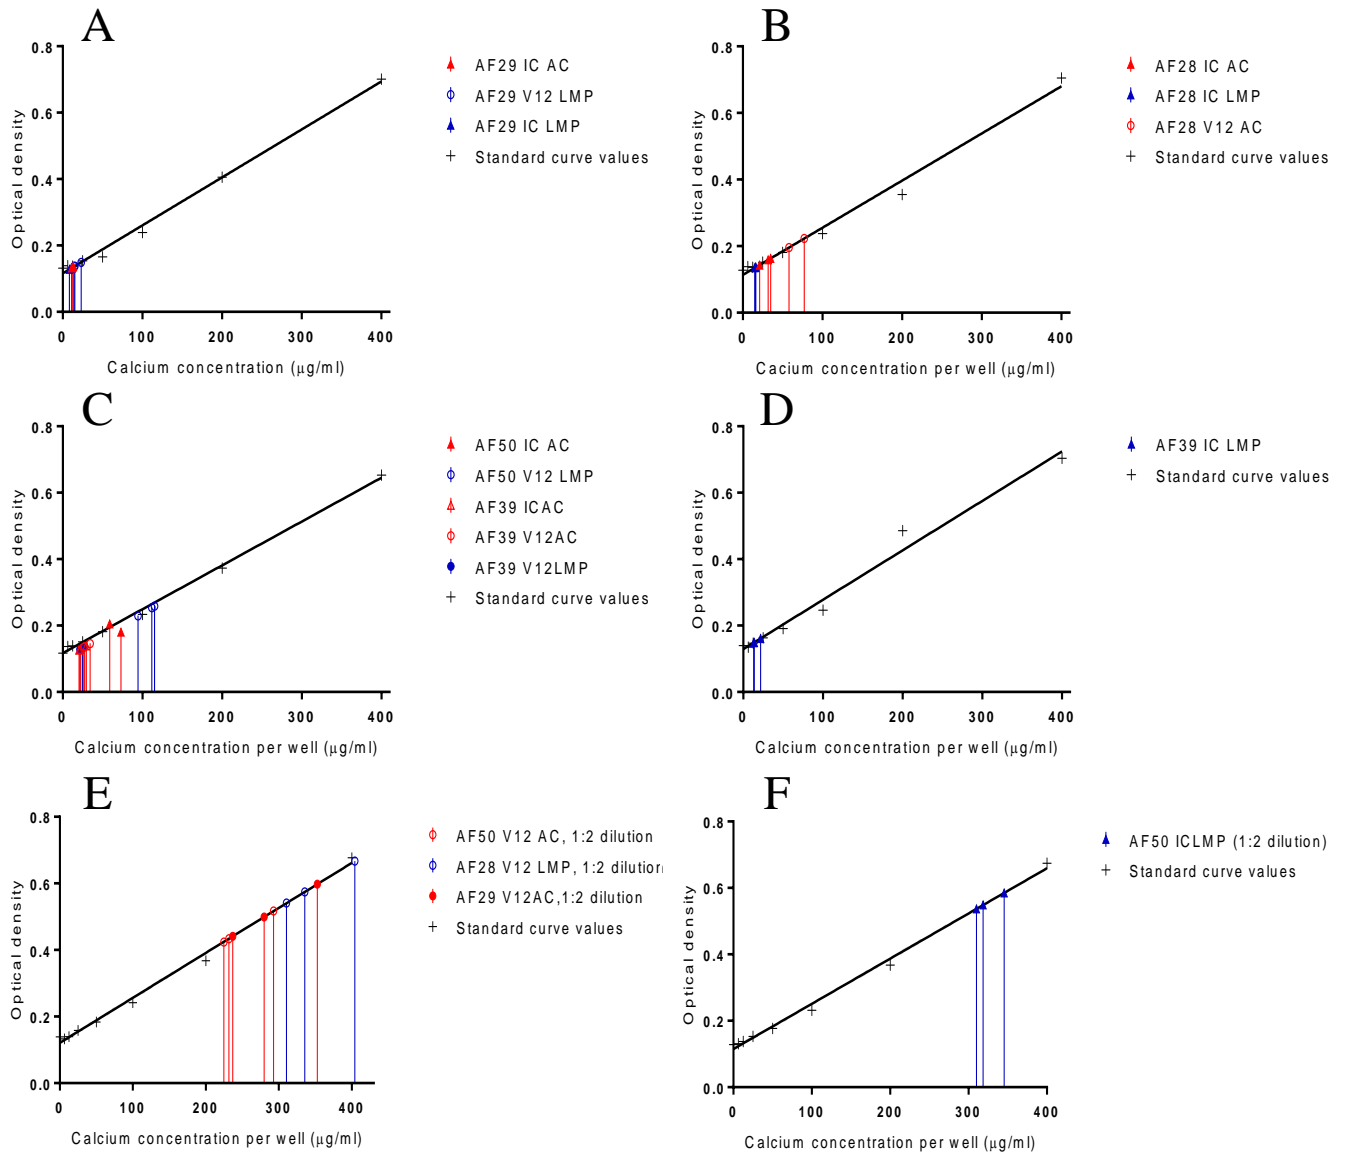 A
0.8
0.6
0.4
0.2
0.0
0 100 200 300 400
Optical density
Calcium concentration (μg/ml)
AF29 IC AC
AF29 V12 LMP
AF29 IC LMP
Standard curve values
B
0.8
0.6
0.4
0.2
0.0
0 100 200 300 400
Optical density
Cacium concentration per well (μg/ml)
AF28 IC AC
AF28 IC LMP
AF28 V12 AC
Standard curve values
C
0.8
0.6
0.4
0.2
0.0
0 100 200 300 400
Optical density
Calcium concentration per well (μg/ml)
AF50 IC AC
AF50 V12 LMP
AF39 ICAC
AF39 V12AC
AF39 V12LMP
Standard curve values
D
0.8
0.6
0.4
0.2
0.0
0 100 200 300 400
Optical density
Calcium concentration per well (μg/ml)
AF39 IC LMP
Standard curve values
E
0.8
0.6
0.4
0.2
0.0
0 100 200 300 400
Optical density
Calcium concentration per well (μg/ml)
AF50 V12 AC, 1:2 dilution
AF28 V12 LMP, 1:2 dilution
AF29 V12AC,1:2 dilution
Standard curve values
F
0.8
0.6
0.4
0.2
0.0
0 100 200 300 400
Optical density
Calcium concentration per well (μg/ml)
AF50 ICLMP (1:2 dilution)
Standard curve values